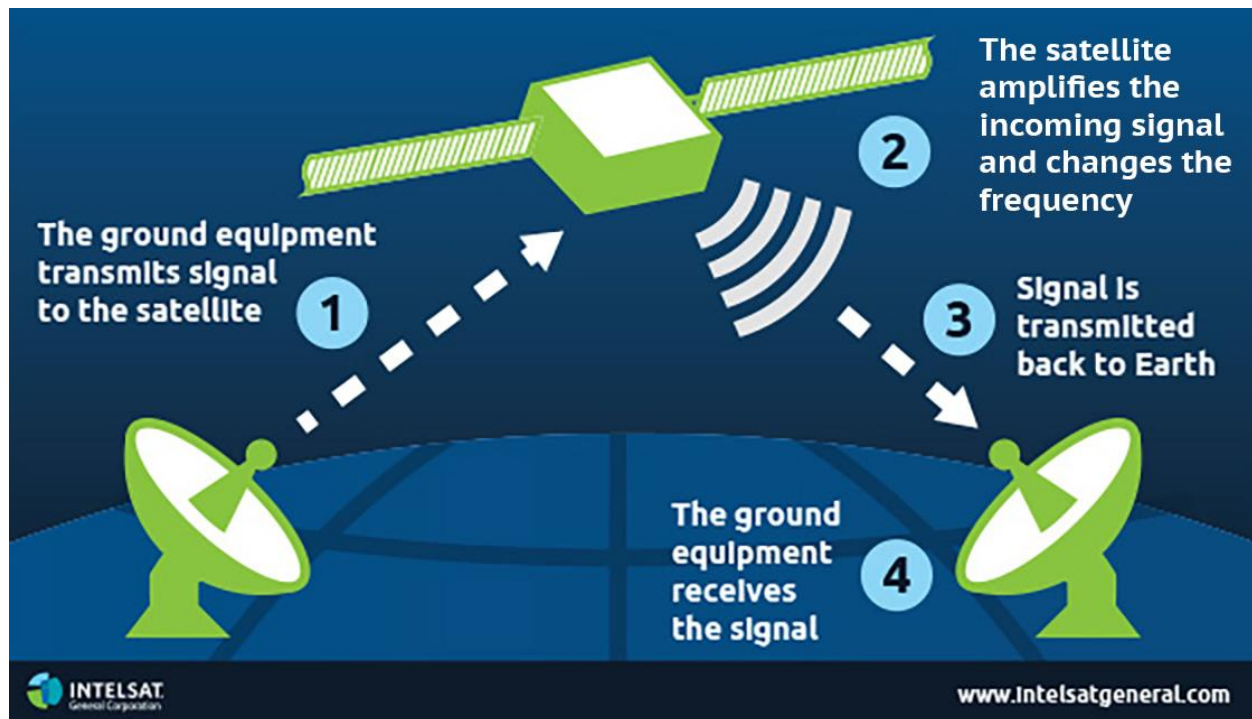 The ground equipment
transmits signal
to the satellite
1
The satellite
amplifies the
incoming signal
and changes the
frequency
2
3
Signal is
transmitted
back to Earth
The ground
equipment
receives
the signal
4
INTELSAT
General Corporation
www.intelsatgeneral.com